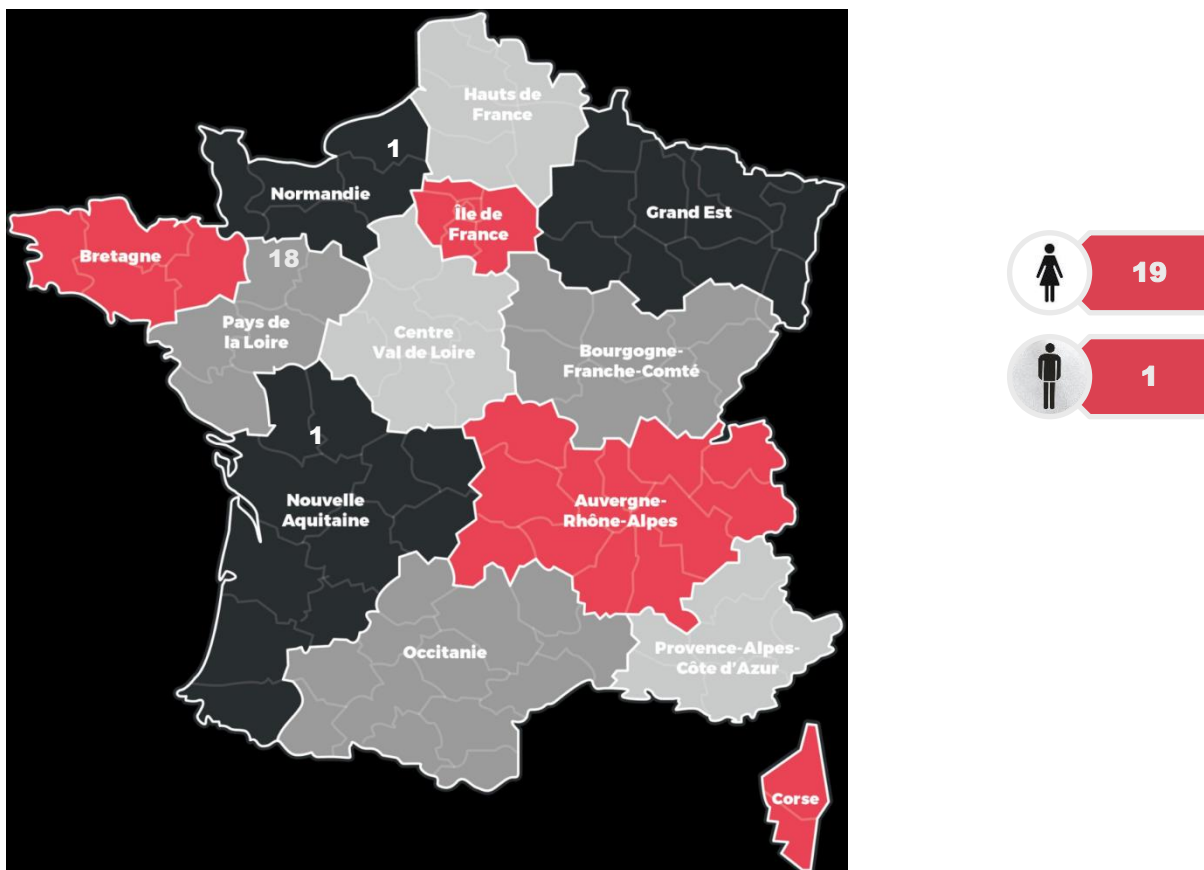 Hauts de
France
1
Normandie
Île de
France
Grand Est
Bretagne
18
Pays de
la Loire
Centre
Val de Loire
Bourgogne-
Franche-Comté
1
Nouvelle
Aquitaine
Auvergne-
Rhône-Alpes
Occitanie
Provence-Alpes-
Côte d'Azur
Corse
19
1